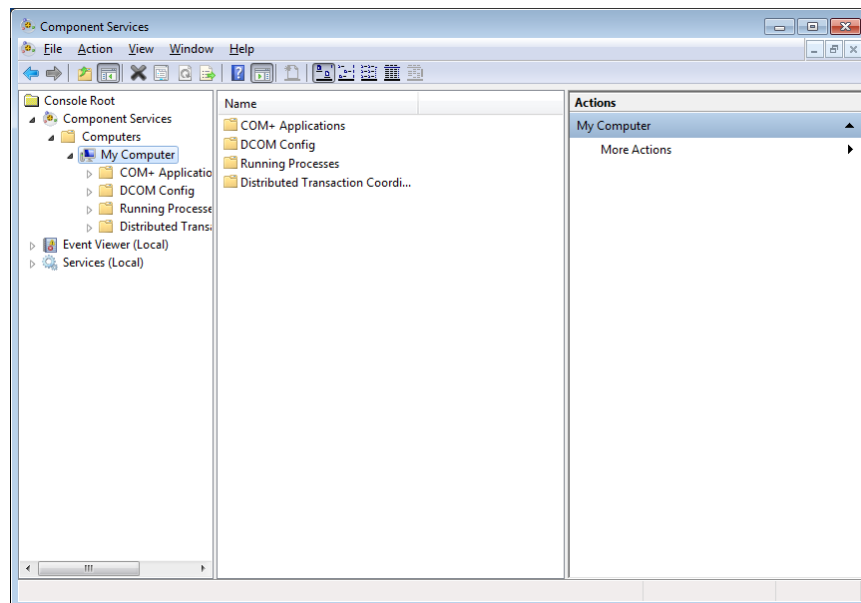 Component Services
File Action View Window Help
Console Root
Component Services
Computers
My Computer
COM+ Applicatio
DCOM Config
Running Processe
Distributed Trans
Event Viewer (Local)
Services (Local)
Name
COM+ Applications
DCOM Config
Running Processes
Distributed Transaction Coordi...
Actions
My Computer
More Actions